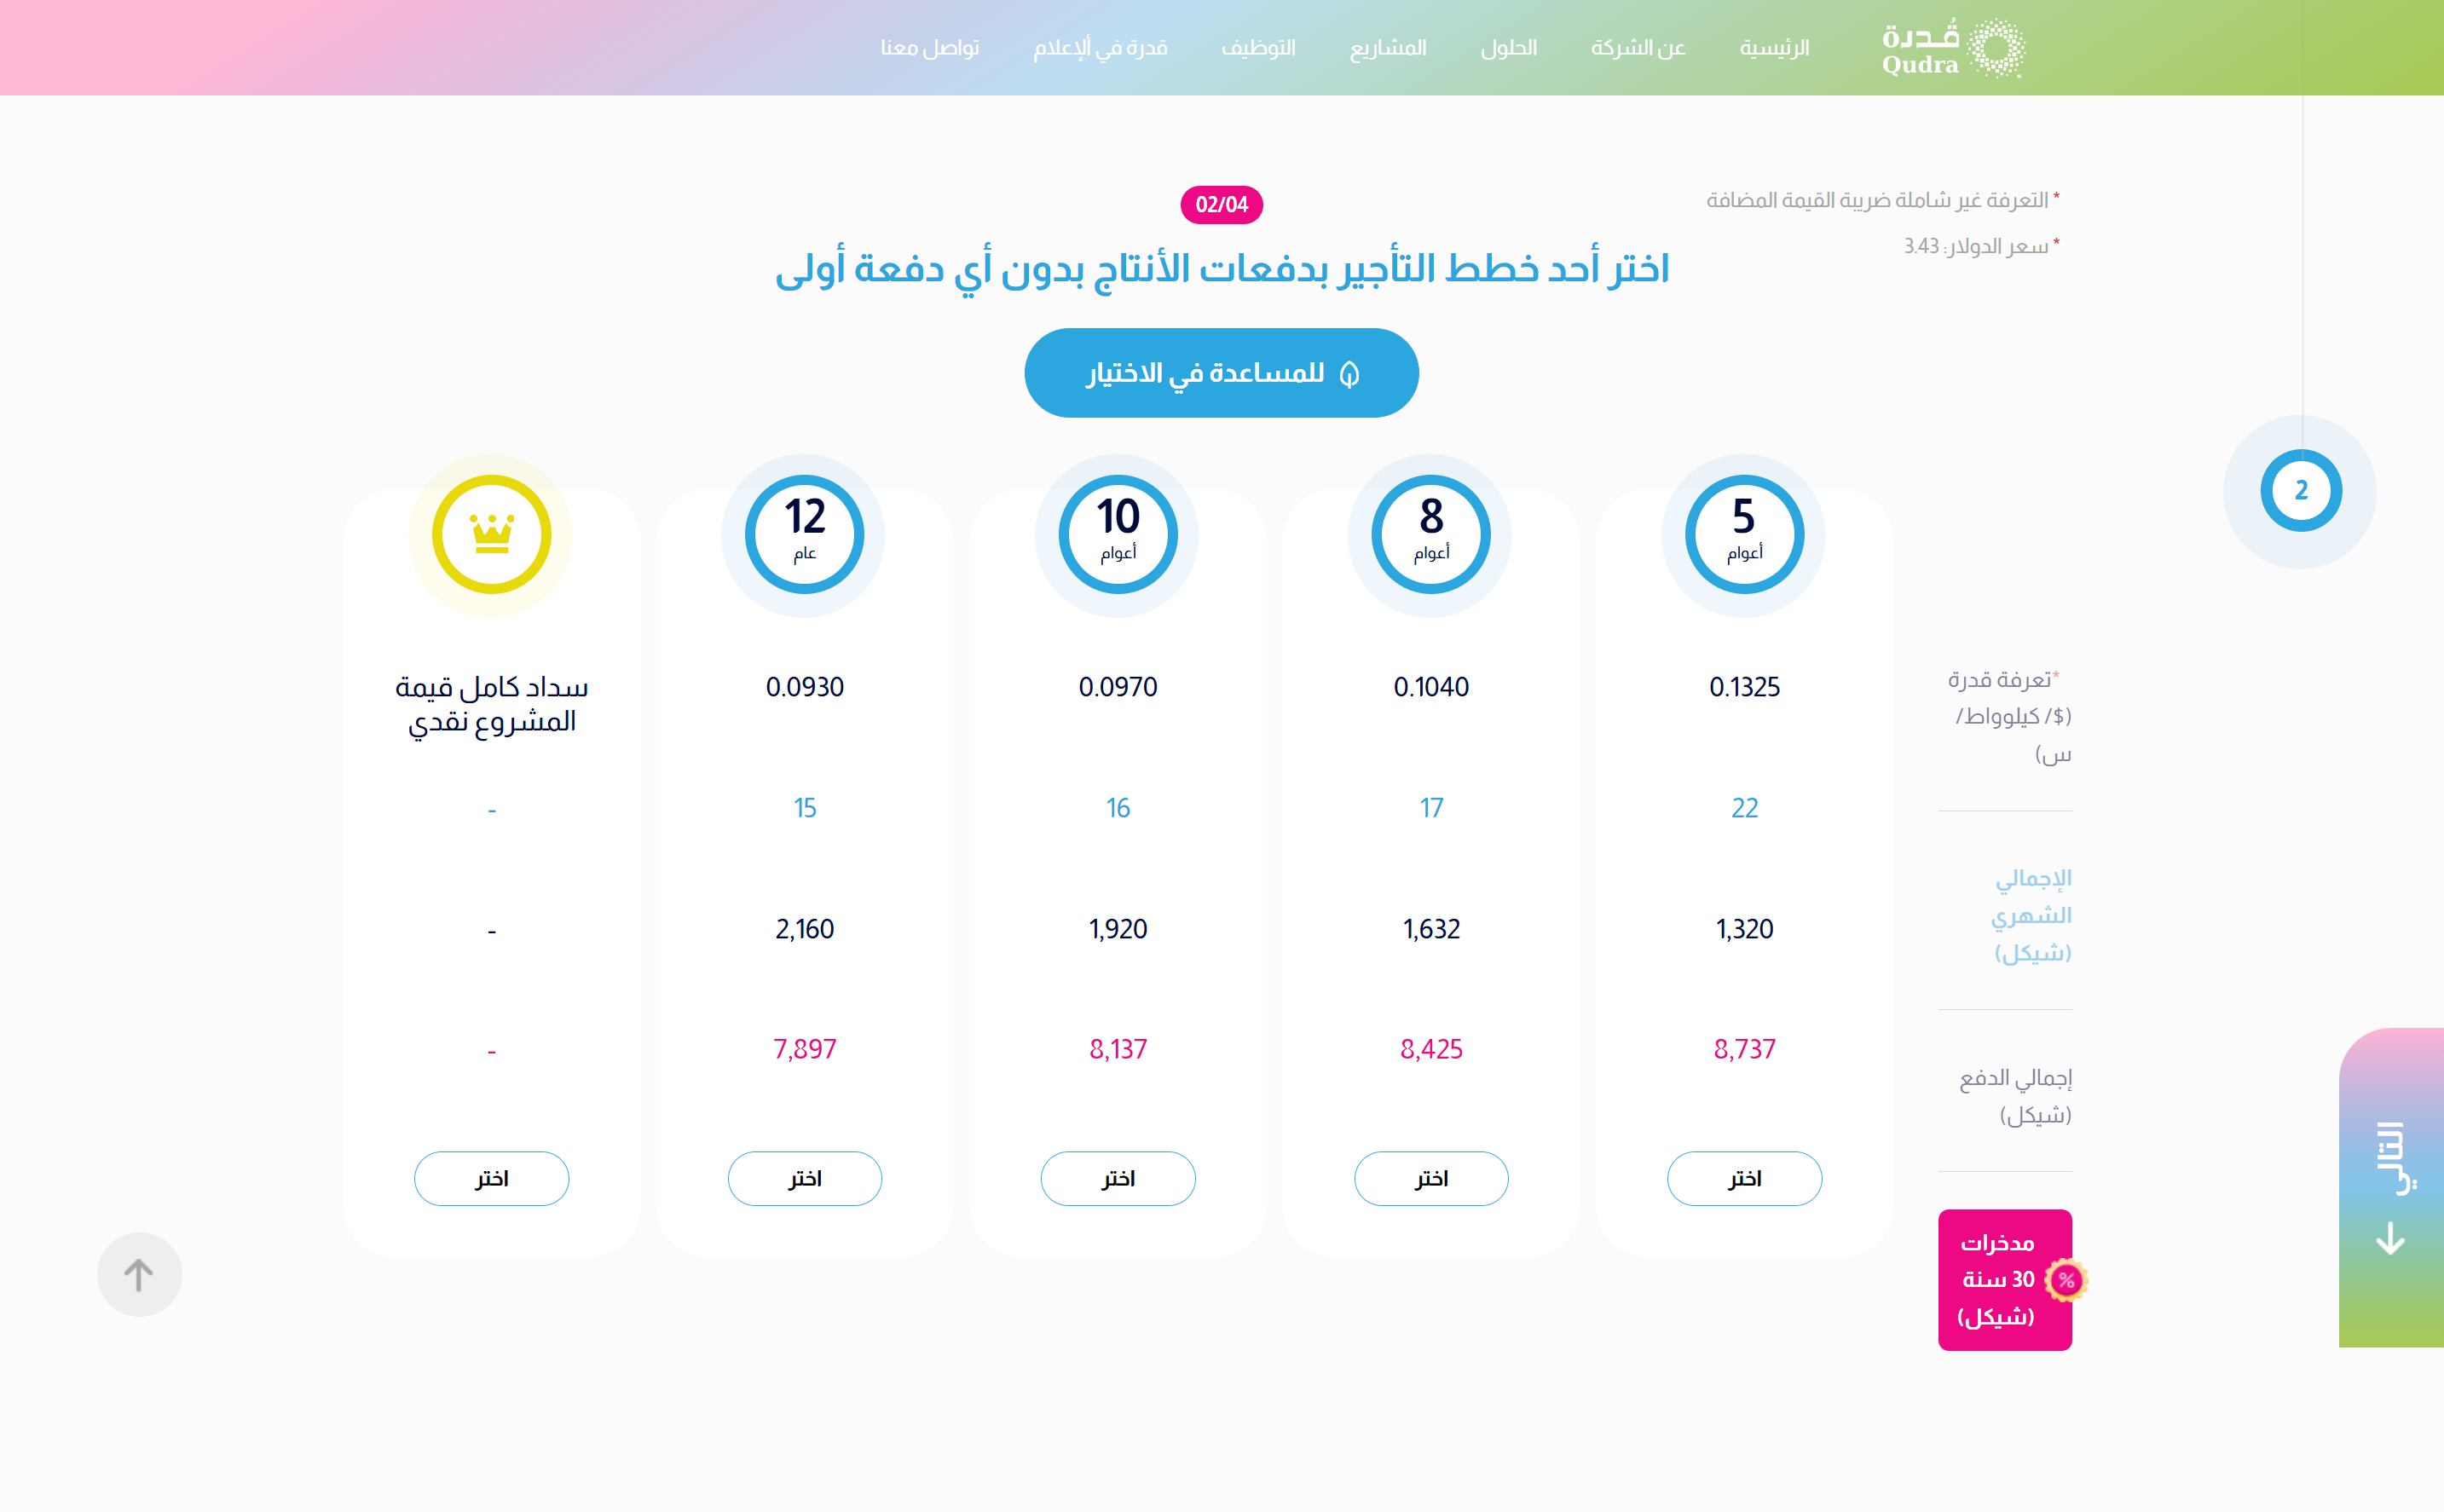 قُدرة
Qudra
الرئيسية
عن الشركة
الحلول
المشاريع
التوظيف
قدرة في ألإعلام
تواصل معنا
* التعرفة غير شاملة ضريبة القيمة المضافة
* سعر الدولار: 3.43
02/04
اختر أحد خطط التأجير بدفعات الأنتاج بدون أي دفعة أولى
للمساعدة في الاختيار
2
*تعرفة قدرة
($/ كيلوواط/
س)
الإجمالي
الشهري
(شيكل)
إجمالي الدفع
(شيكل)
مدخرات
30 سنة
(شيكل)
%
5
أعوام
0.1325
22
1,320
8,737
اختر
8
أعوام
0.1040
17
1,632
8,425
اختر
10
أعوام
0.0970
16
1,920
8,137
اختر
12
عام
0.0930
15
2,160
7,897
اختر
سداد كامل قيمة
المشروع نقدي
-
-
-
اختر
التالي